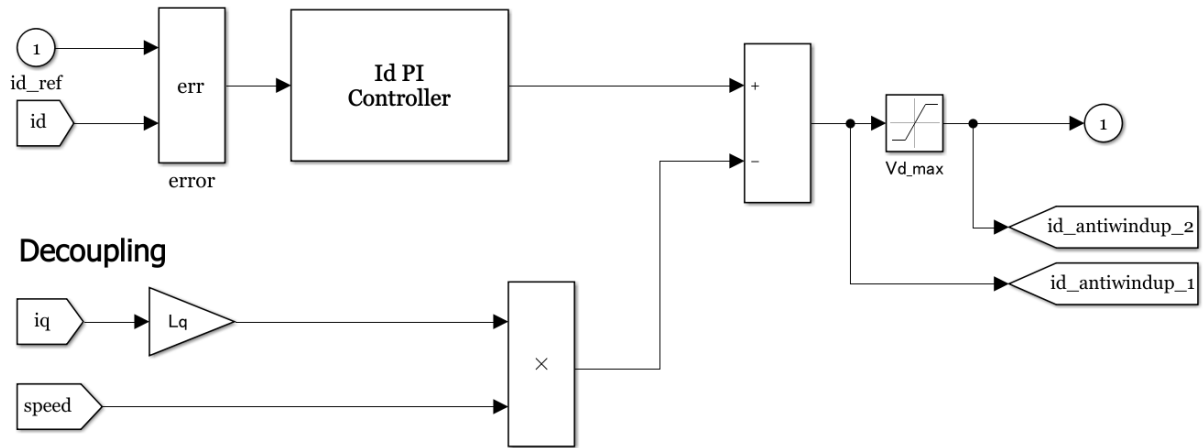 1
id_ref
id
err
error
Id PI
Controller
+
−
Vd_max
1
id_antiwindup_2
id_antiwindup_1
Decoupling
iq
Lq
speed
×